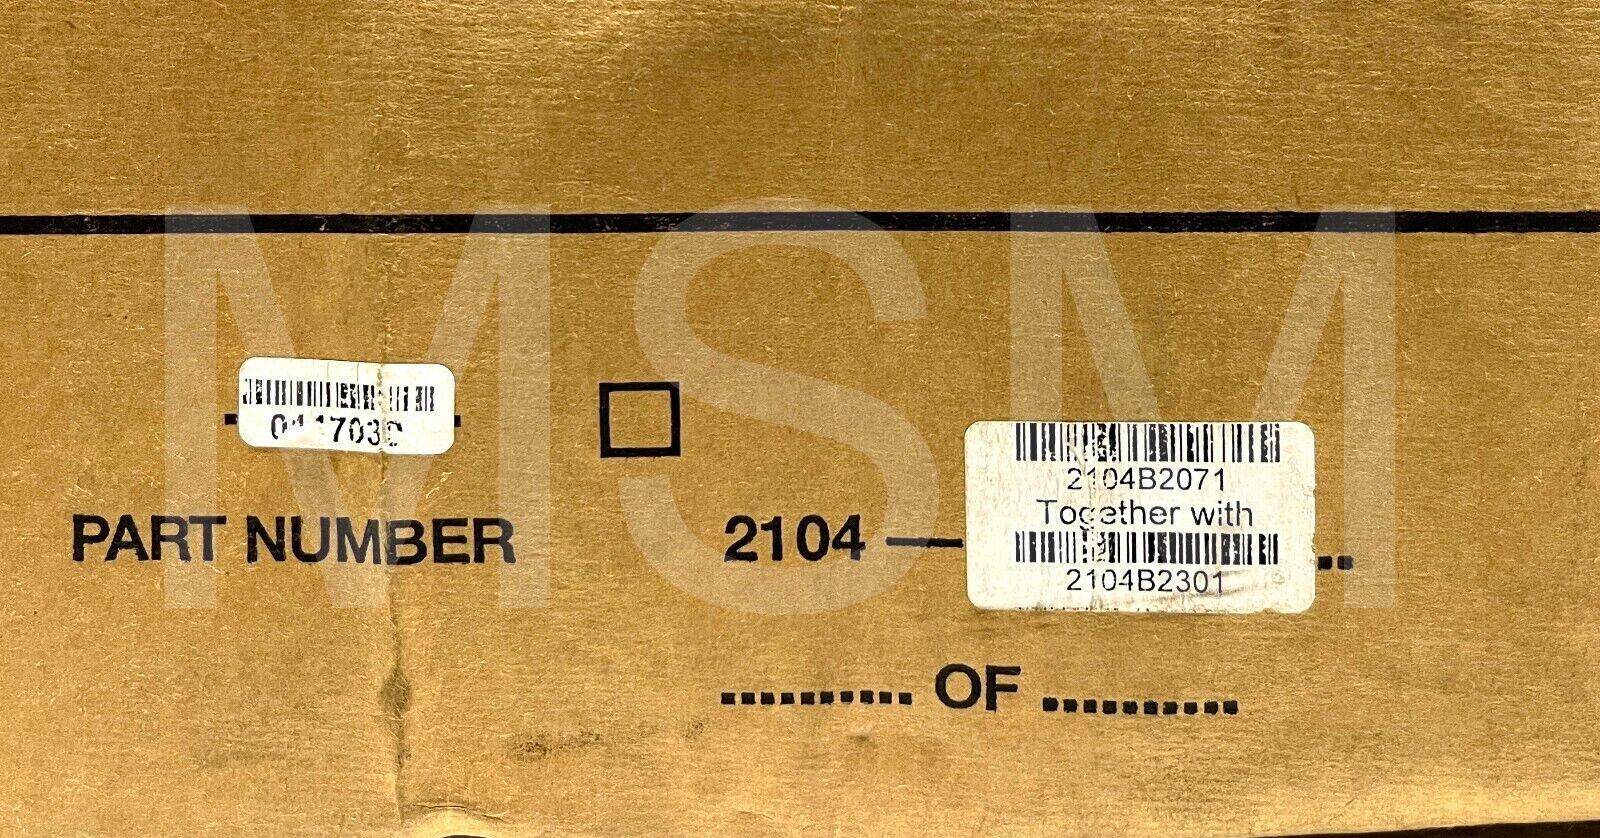 MSM
PART NUMBER
2104 —
2104B2071
Together with
2104B2301
.......... OF ..........